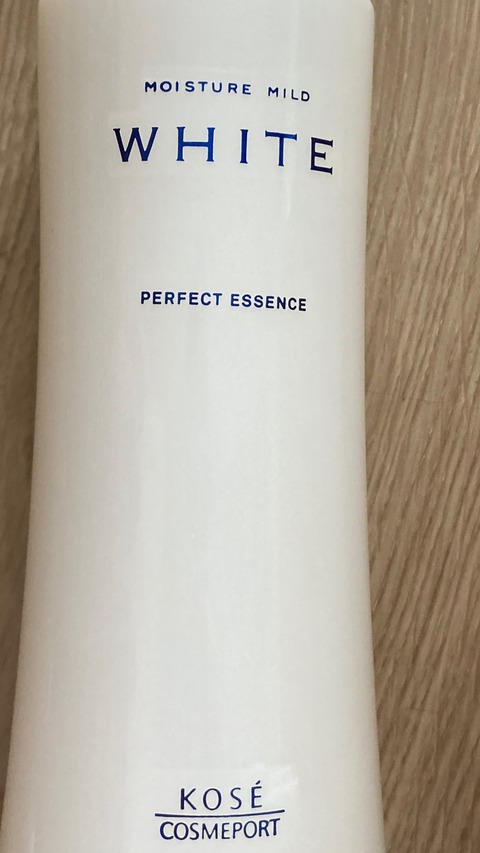 MOISTURE MILD
WHITE
PERFECT ESSENCE
KOSÉ
COSMEPORT